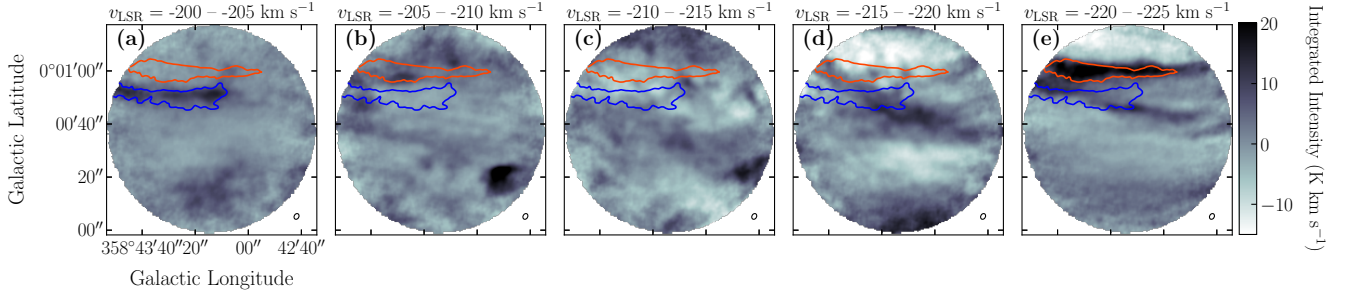 v_LSR = -200 – -205 km s⁻¹
v_LSR = -205 – -210 km s⁻¹
v_LSR = -210 – -215 km s⁻¹
v_LSR = -215 – -220 km s⁻¹
v_LSR = -220 – -225 km s⁻¹
(a)
(b)
(c)
(d)
(e)
Galactic Latitude
0°01′00″
00′40″
20″
00″
358°43′40″
20″
00″
42′40″
Galactic Longitude
20
10
0
−10
Integrated Intensity (K km s⁻¹)